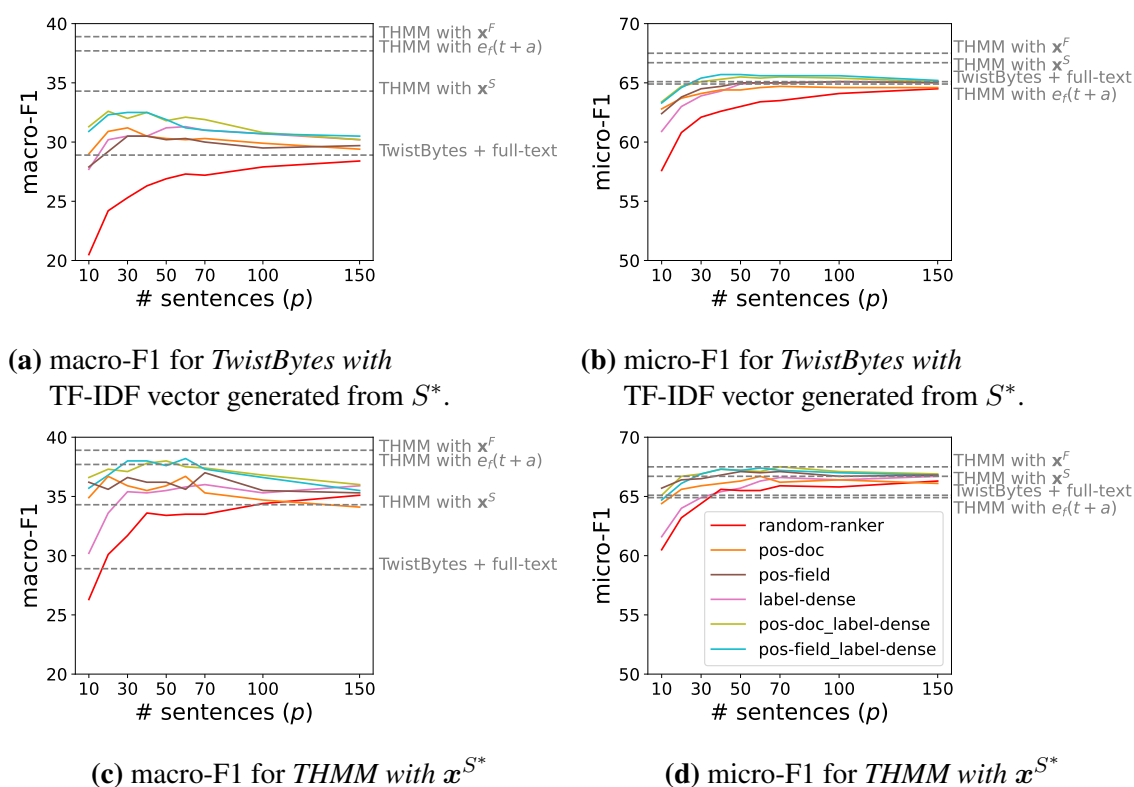 macro-F1
40
35
30
25
20
10 30 50 70 100 150
# sentences (p)
THMM with x^F
THMM with e_f(t + a)
THMM with x^S
TwistBytes + full-text
(a) macro-F1 for TwistBytes with
TF-IDF vector generated from S*.
micro-F1
70
65
60
55
50
10 30 50 70 100 150
# sentences (p)
THMM with x^F
THMM with x^S
TwistBytes + full-text
THMM with e_f(t + a)
(b) micro-F1 for TwistBytes with
TF-IDF vector generated from S*.
macro-F1
40
35
30
25
20
10 30 50 70 100 150
# sentences (p)
THMM with x^F
THMM with e_f(t + a)
THMM with x^S
TwistBytes + full-text
(c) macro-F1 for THMM with x^S*
micro-F1
70
65
60
55
50
10 30 50 70 100 150
# sentences (p)
THMM with x^F
THMM with x^S
TwistBytes + full-text
THMM with e_f(t + a)
random-ranker
pos-doc
pos-field
label-dense
pos-doc_label-dense
pos-field_label-dense
(d) micro-F1 for THMM with x^S*